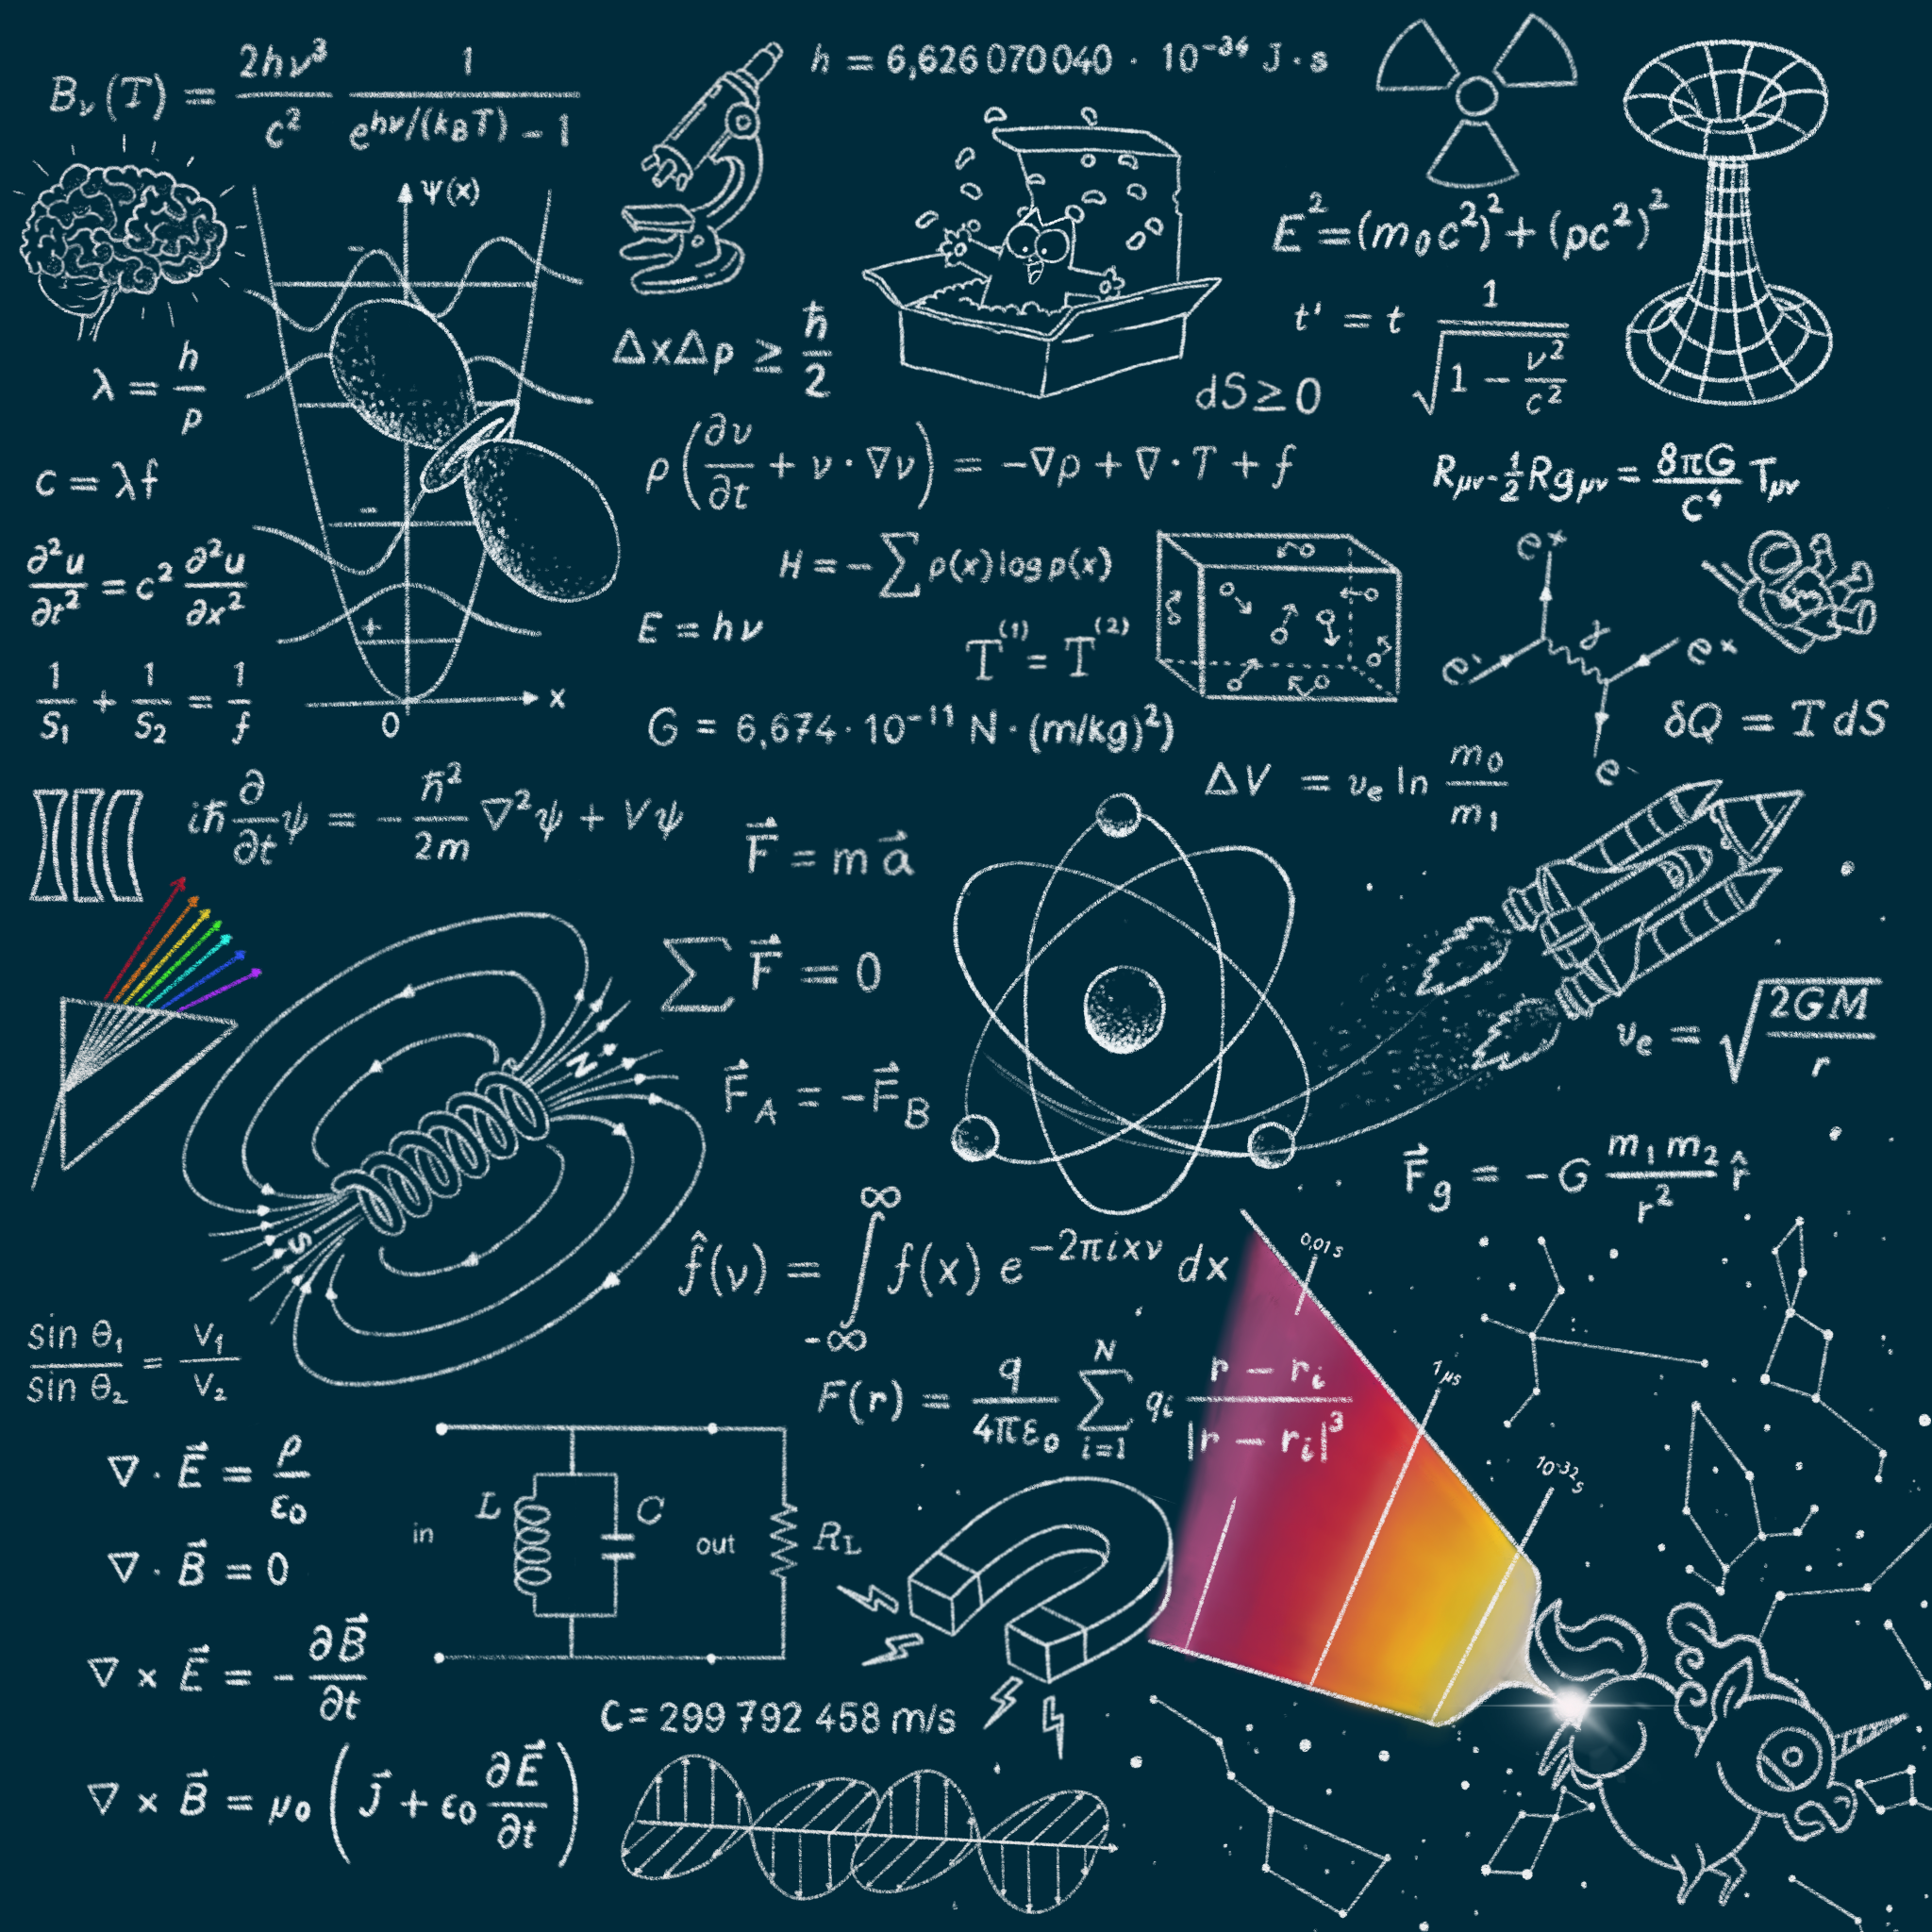 B_ν(T) = 2hν³/c² 1/(e^(hν/(k_BT)) - 1)
h = 6,626 070 040 · 10⁻³⁴ J·s
Ψ(x)
E² = (m₀c²)² + (pc²)²
t' = t 1/√(1 - v²/c²)
λ = h/p
ΔxΔp ≥ ħ/2
dS ≥ 0
c = λf
ρ(∂v/∂t + v·∇v) = -∇p + ∇·T + f
R_μν - ½Rg_μν = 8πG/c⁴ T_μν
-
-
+
0
x
∂²u/∂t² = c² ∂²u/∂x²
H = -∑p(x)logp(x)
E = hν
T⁽¹⁾ = T⁽²⁾
e⁺
γ
e⁺
e⁻
e⁻
1/S₁ + 1/S₂ = 1/f
G = 6,674·10⁻¹¹ N·(m/kg)²)
δQ = TdS
ΔV = v_e ln m₀/m₁
iħ ∂/∂t ψ = -ħ²/2m ∇²ψ + Vψ
F⃗ = ma⃗
∑F⃗ = 0
v_e = √(2GM/r)
N
S
F⃗_A = -F⃗_B
F⃗_g = -G m₁m₂/r² r̂
f̂(ν) = ∫_-∞^∞ f(x) e^(-2πixν) dx
0,01 s
1 μs
10⁻³² s
sin θ₁/sin θ₂ = V₁/V₂
F(r) = q/4πε₀ ∑_(i=1)^N q_i (r - r_i)/|r - r_i|³
∇ · E⃗ = ρ/ε₀
L
C
in
out
R_L
∇ · B⃗ = 0
∇ × E⃗ = -∂B⃗/∂t
C = 299 792 458 m/s
∇ × B⃗ = μ₀(J⃗ + ε₀ ∂E⃗/∂t)